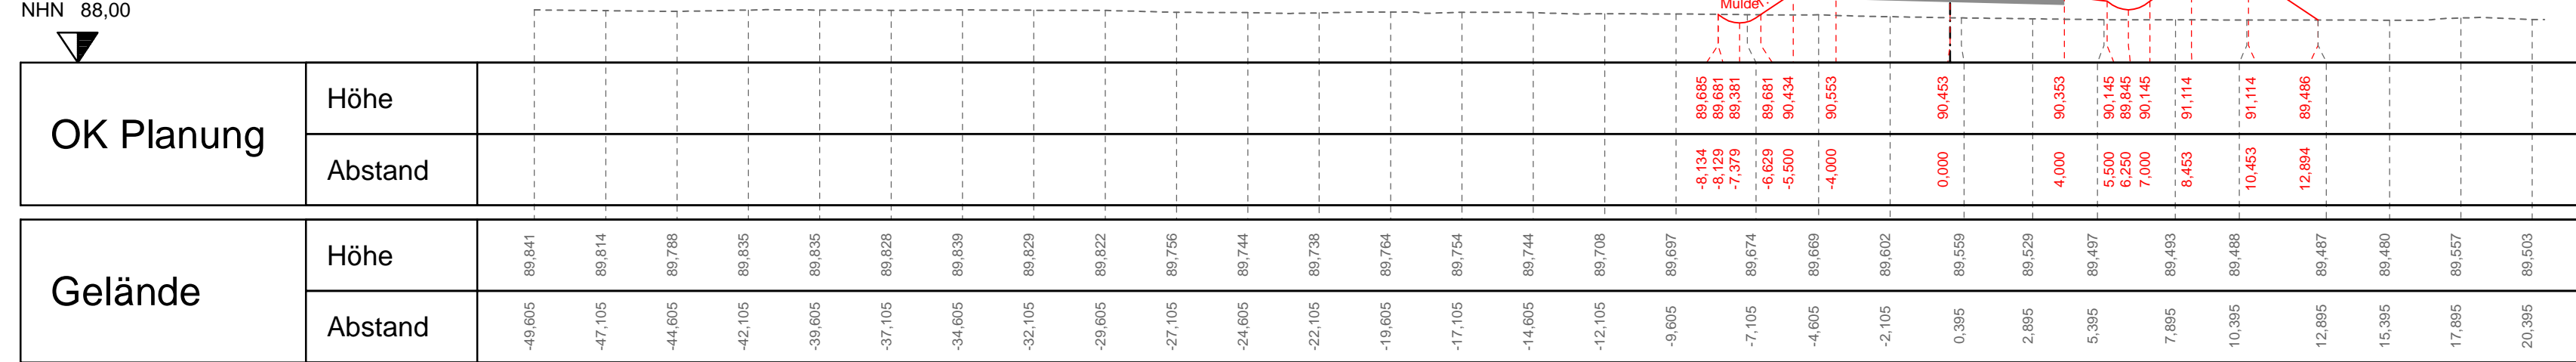 NHN 88,00
Mulde
OK Planung
Höhe
89,685 89,681 89,381 89,681 90,434 90,553 90,453 90,353 90,145 89,845 90,145 91,114 91,114 89,486
Abstand
-8,134 -8,129 -7,379 -6,629 -5,500 -4,000 0,000 4,000 5,500 6,250 7,000 8,453 10,453 12,894
Gelände
Höhe
89,841 89,814 89,788 89,835 89,835 89,828 89,839 89,829 89,822 89,756 89,744 89,738 89,764 89,754 89,744 89,708 89,697 89,674 89,669 89,602 89,559 89,529 89,497 89,493 89,488 89,487 89,480 89,557 89,503
Abstand
-49,605 -47,105 -44,605 -42,105 -39,605 -37,105 -34,605 -32,105 -29,605 -27,105 -24,605 -22,105 -19,605 -17,105 -14,605 -12,105 -9,605 -7,105 -4,605 -2,105 0,395 2,895 5,395 7,895 10,395 12,895 15,395 17,895 20,395